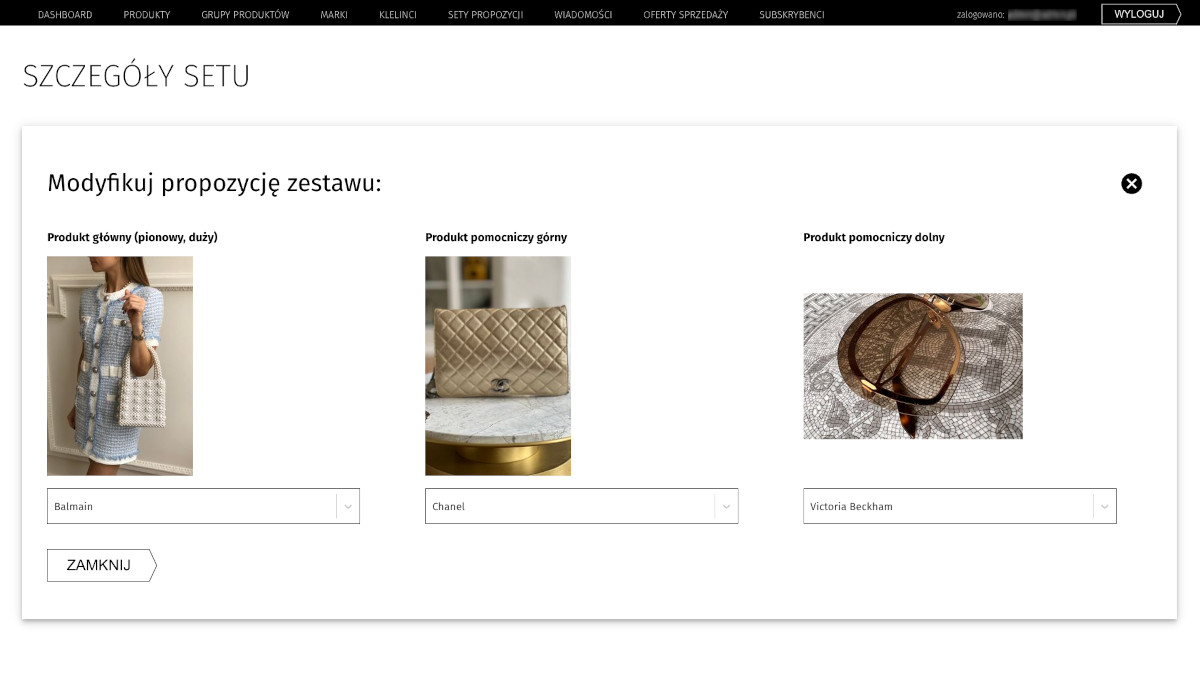 DASHBOARD PRODUKTY GRUPY PRODUKTÓW MARKI KLELINCI SETY PROPOZYCJI WIADOMOŚCI OFERTY SPRZEDAŻY SUBSKRYBENCI zalogowano: WYLOGUJ
SZCZEGÓŁY SETU
Modyfikuj propozycję zestawu:
Produkt główny (pionowy, duży) Produkt pomocniczy górny Produkt pomocniczy dolny
Balmain Chanel Victoria Beckham
ZAMKNIJ